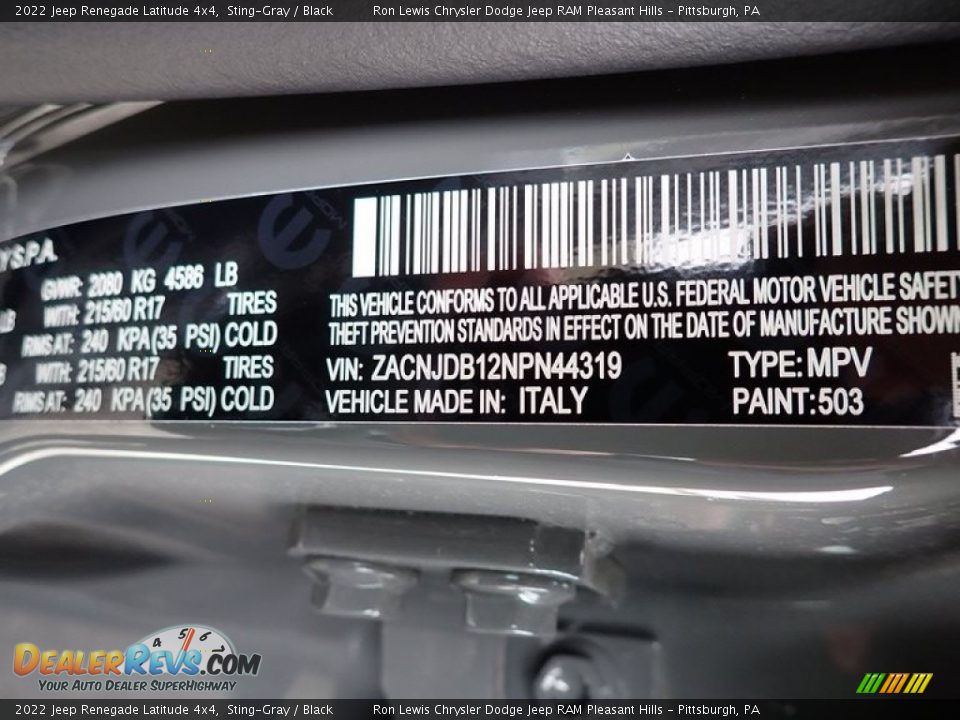 2022 Jeep Renegade Latitude 4x4, Sting-Gray / Black Ron Lewis Chrysler Dodge Jeep RAM Pleasant Hills - Pittsburgh, PA
S.P.A.
GVWR: 2080 KG 4586 LB
WITH: 215/60 R17 TIRES
RIMS AT: 240 KPA(35 PSI) COLD
WITH: 215/60 R17 TIRES
RIMS AT: 240 KPA(35 PSI) COLD
THIS VEHICLE CONFORMS TO ALL APPLICABLE U.S. FEDERAL MOTOR VEHICLE SAFETY
THEFT PREVENTION STANDARDS IN EFFECT ON THE DATE OF MANUFACTURE SHOWN
VIN: ZACNJDB12NPN44319 TYPE: MPV
VEHICLE MADE IN: ITALY PAINT: 503
4 5 6
DEALERREVS.COM
YOUR AUTO DEALER SUPERHIGHWAY
2022 Jeep Renegade Latitude 4x4, Sting-Gray / Black Ron Lewis Chrysler Dodge Jeep RAM Pleasant Hills - Pittsburgh, PA